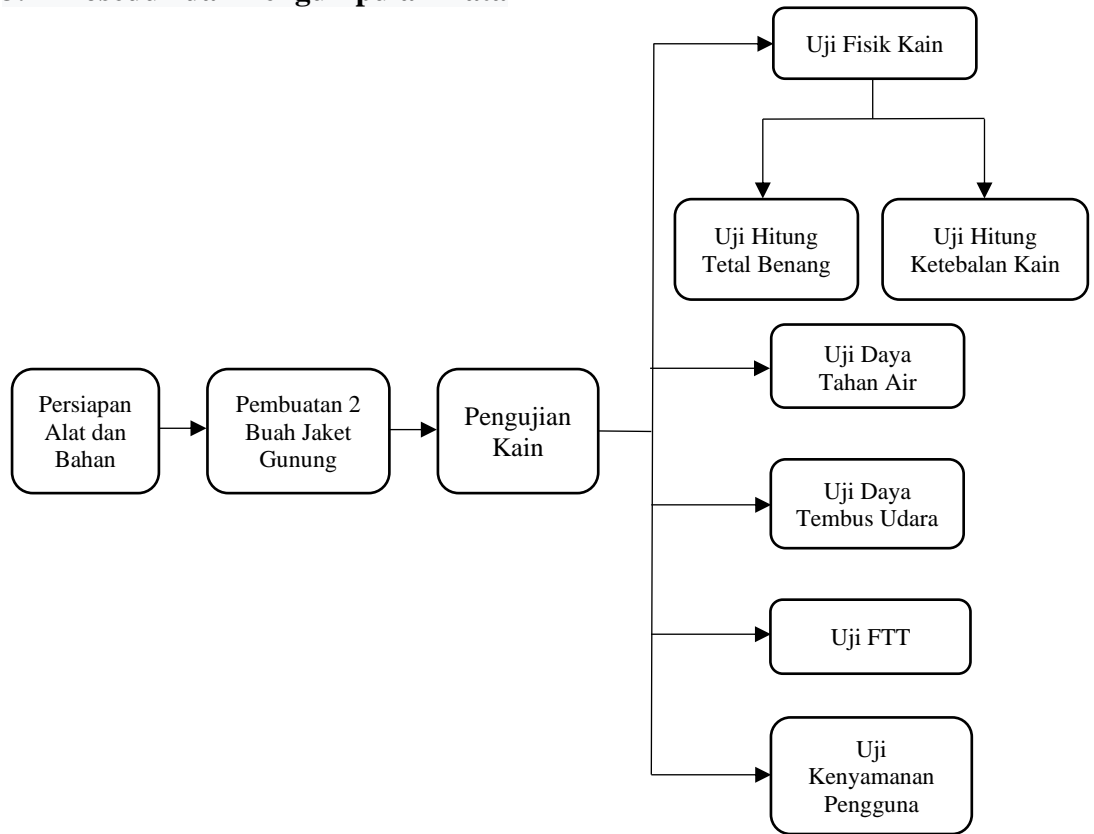 Uji Fisik Kain
Uji Hitung
Tetal Benang
Uji Hitung
Ketebalan Kain
Uji Daya
Tahan Air
Persiapan
Alat dan
Bahan
Pembuatan 2
Buah Jaket
Gunung
Pengujian
Kain
Uji Daya
Tembus Udara
Uji FTT
Uji
Kenyamanan
Pengguna